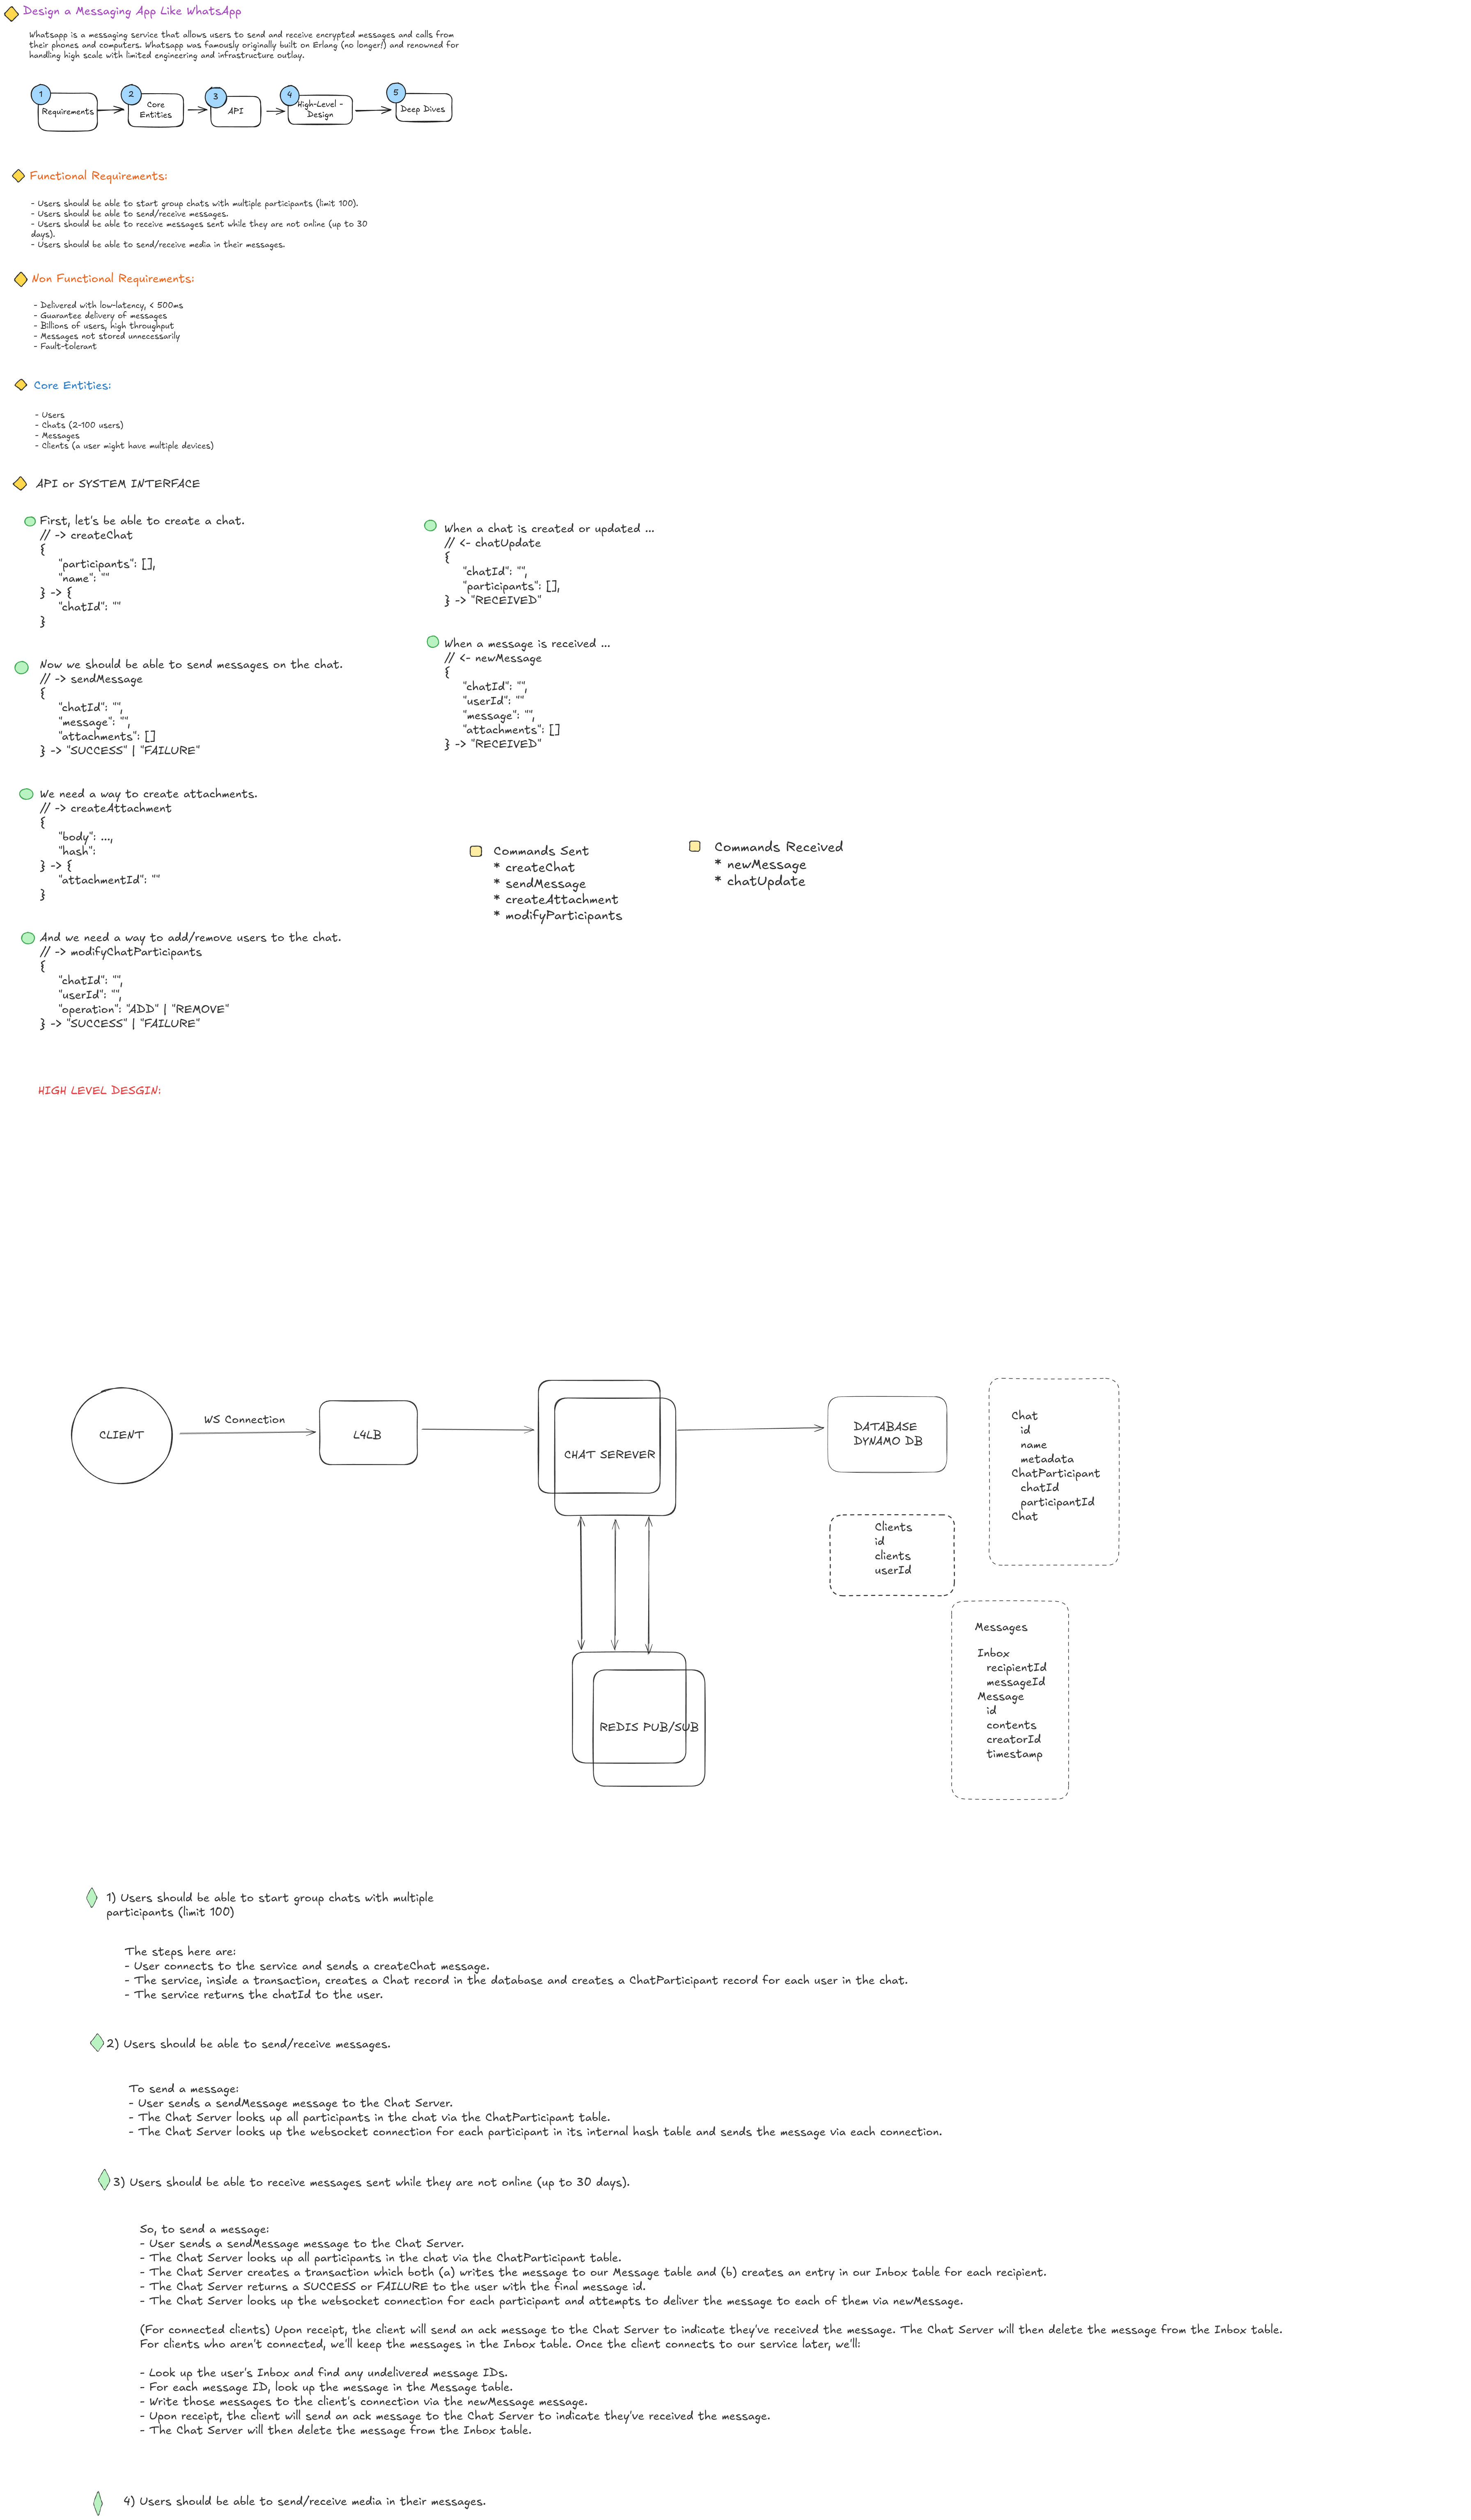 Design a Messaging App Like WhatsApp
Whatsapp is a messaging service that allows users to send and receive encrypted messages and calls from
their phones and computers. Whatsapp was famously originally built on Erlang (no longer!) and renowned for
handling high scale with limited engineering and infrastructure outlay.
1
Requirements
2
Core
Entities
3
API
4
High-Level -
Design
5
Deep Dives
Functional Requirements:
- Users should be able to start group chats with multiple participants (limit 100).
- Users should be able to send/receive messages.
- Users should be able to receive messages sent while they are not online (up to 30
days).
- Users should be able to send/receive media in their messages.
Non Functional Requirements:
- Delivered with low-latency, < 500ms
- Guarantee delivery of messages
- Billions of users, high throughput
- Messages not stored unnecessarily
- Fault-tolerant
Core Entities:
- Users
- Chats (2-100 users)
- Messages
- Clients (a user might have multiple devices)
API or SYSTEM INTERFACE
First, let's be able to create a chat.
// -> createChat
{
"participants": [],
"name": ""
} -> {
"chatId": ""
}
Now we should be able to send messages on the chat.
// -> sendMessage
{
"chatId": "",
"message": "",
"attachments": []
} -> "SUCCESS" | "FAILURE"
We need a way to create attachments.
// -> createAttachment
{
"body": ...,
"hash":
} -> {
"attachmentId": ""
}
And we need a way to add/remove users to the chat.
// -> modifyChatParticipants
{
"chatId": "",
"userId": "",
"operation": "ADD" | "REMOVE"
} -> "SUCCESS" | "FAILURE"
When a chat is created or updated ...
// <- chatUpdate
{
"chatId": "",
"participants": [],
} -> "RECEIVED"
When a message is received ...
// <- newMessage
{
"chatId": "",
"userId": ""
"message": "",
"attachments": []
} -> "RECEIVED"
Commands Sent
* createChat
* sendMessage
* createAttachment
* modifyParticipants
Commands Received
* newMessage
* chatUpdate
HIGH LEVEL DESGIN:
CLIENT
WS Connection
L4LB
CHAT SEREVER
DATABASE
DYNAMO DB
Chat
id
name
metadata
ChatParticipant
chatId
participantId
Chat
Clients
id
clients
userId
Messages
Inbox
recipientId
messageId
Message
id
contents
creatorId
timestamp
REDIS PUB/SUB
1) Users should be able to start group chats with multiple
participants (limit 100)
The steps here are:
- User connects to the service and sends a createChat message.
- The service, inside a transaction, creates a Chat record in the database and creates a ChatParticipant record for each user in the chat.
- The service returns the chatId to the user.
2) Users should be able to send/receive messages.
To send a message:
- User sends a sendMessage message to the Chat Server.
- The Chat Server looks up all participants in the chat via the ChatParticipant table.
- The Chat Server looks up the websocket connection for each participant in its internal hash table and sends the message via each connection.
3) Users should be able to receive messages sent while they are not online (up to 30 days).
So, to send a message:
- User sends a sendMessage message to the Chat Server.
- The Chat Server looks up all participants in the chat via the ChatParticipant table.
- The Chat Server creates a transaction which both (a) writes the message to our Message table and (b) creates an entry in our Inbox table for each recipient.
- The Chat Server returns a SUCCESS or FAILURE to the user with the final message id.
- The Chat Server looks up the websocket connection for each participant and attempts to deliver the message to each of them via newMessage.
(For connected clients) Upon receipt, the client will send an ack message to the Chat Server to indicate they've received the message. The Chat Server will then delete the message from the Inbox table.
For clients who aren't connected, we'll keep the messages in the Inbox table. Once the client connects to our service later, we'll:
- Look up the user's Inbox and find any undelivered message IDs.
- For each message ID, look up the message in the Message table.
- Write those messages to the client's connection via the newMessage message.
- Upon receipt, the client will send an ack message to the Chat Server to indicate they've received the message.
- The Chat Server will then delete the message from the Inbox table.
4) Users should be able to send/receive media in their messages.